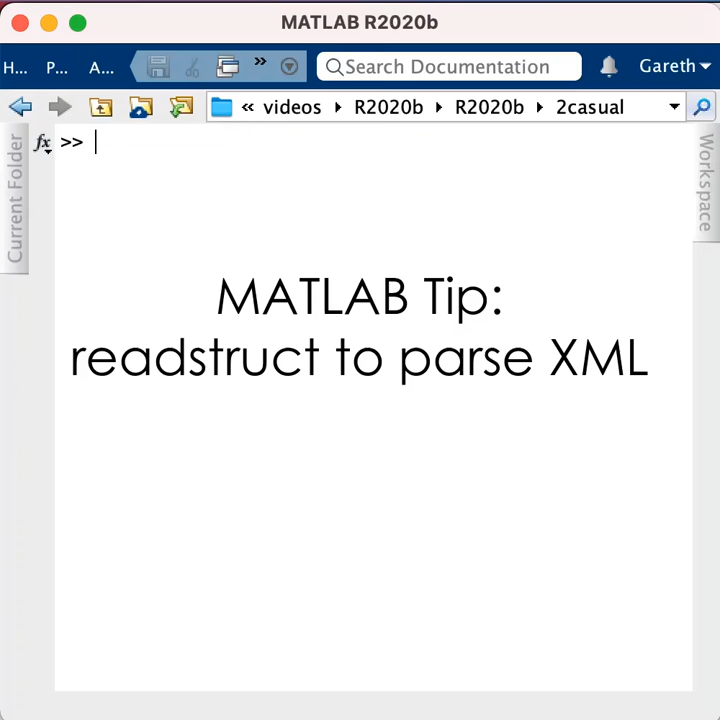 MATLAB R2020b
H... P... A... » Search Documentation Gareth
« videos R2020b R2020b 2casual
Current Folder
fx >>
Workspace
MATLAB Tip:
readstruct to parse XML